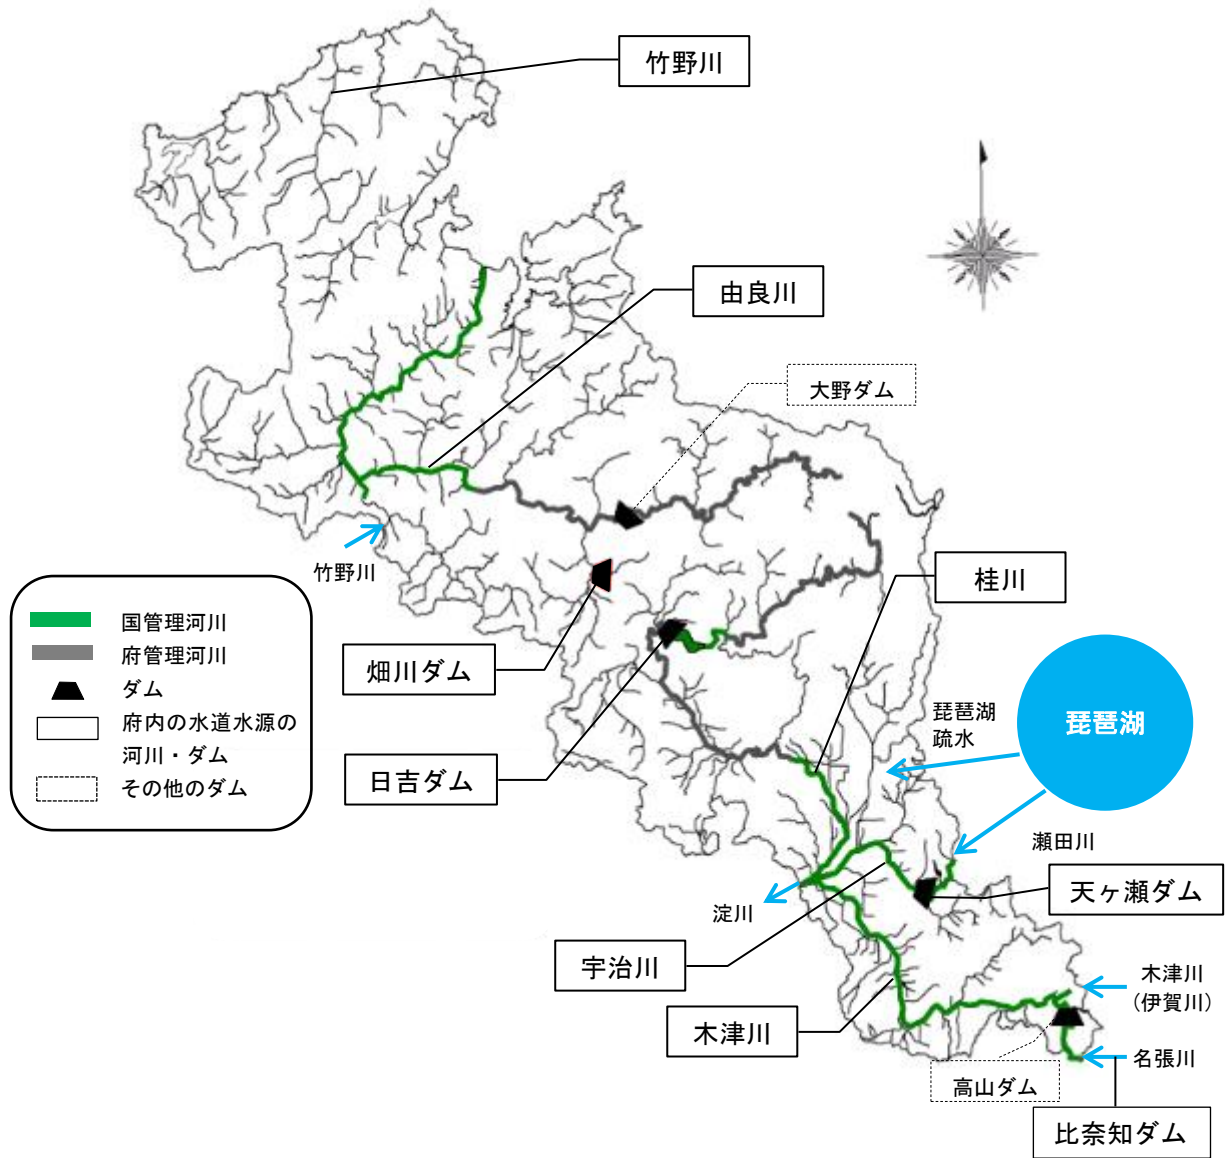 竹野川
由良川
大野ダム
竹野川
桂川
国管理河川
府管理河川
ダム
府内の水道水源の
河川・ダム
その他のダム
畑川ダム
琵琶湖
疏水
琵琶湖
日吉ダム
瀬田川
天ヶ瀬ダム
淀川
宇治川
木津川
(伊賀川)
木津川
名張川
高山ダム
比奈知ダム